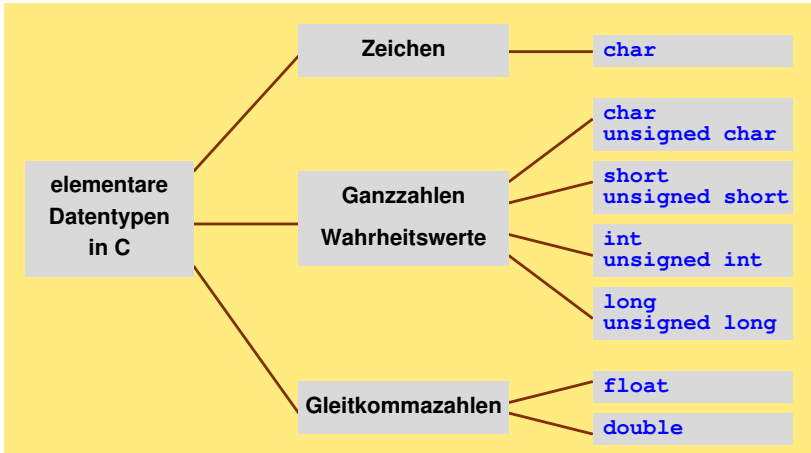 elementare
Datentypen
in C
Zeichen
char
Ganzzahlen
Wahrheitswerte
char
unsigned char
short
unsigned short
int
unsigned int
long
unsigned long
Gleitkommazahlen
float
double